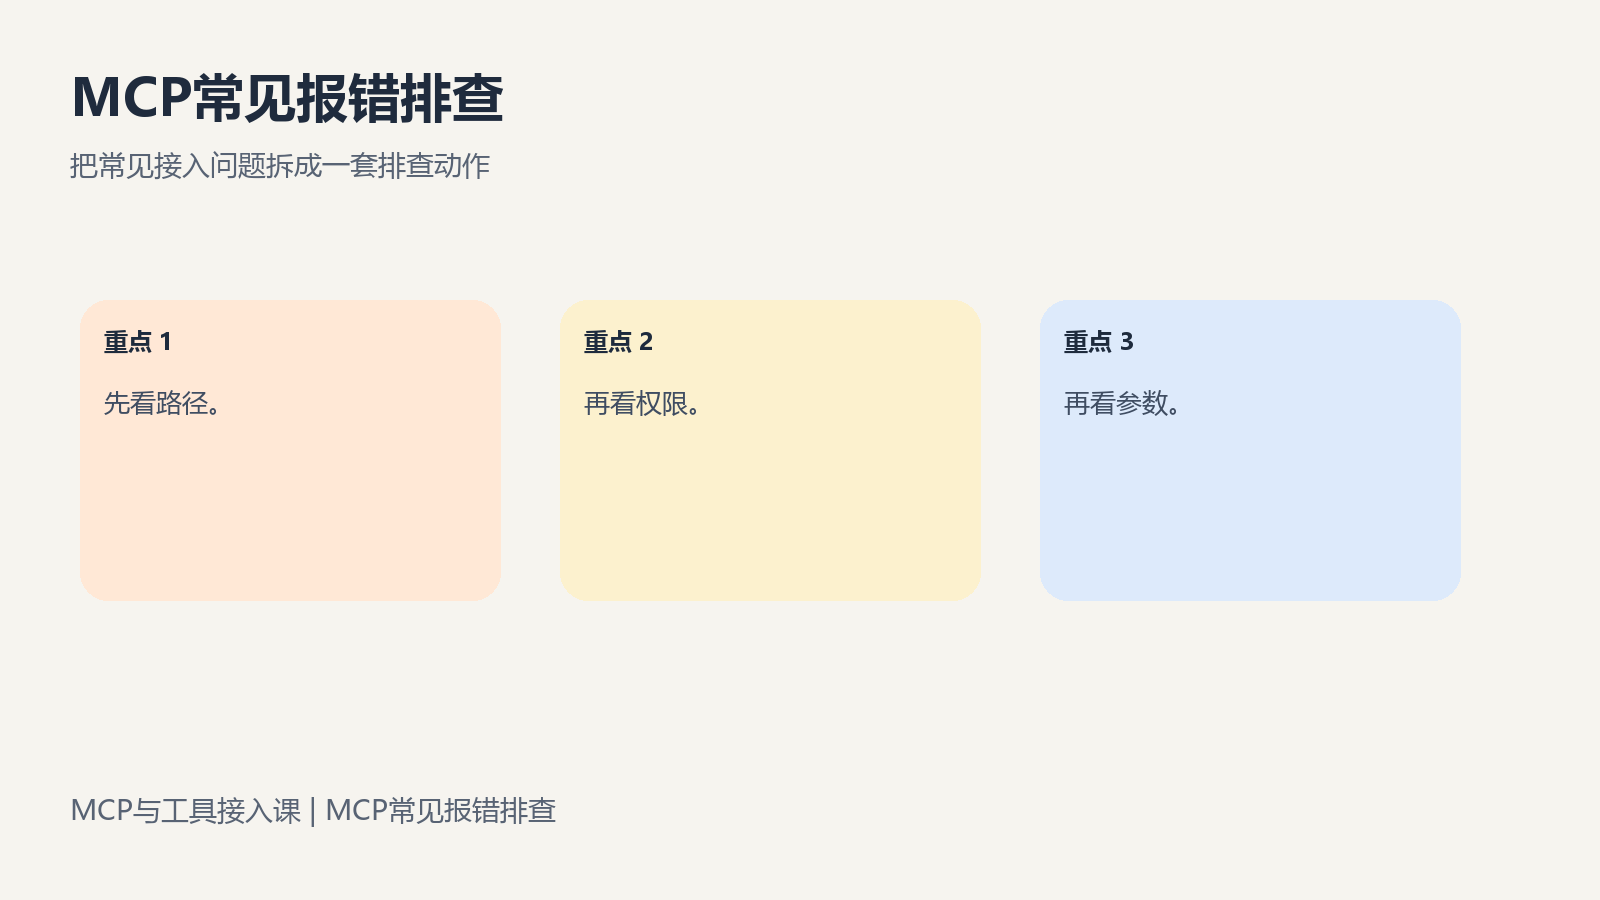 MCP常见报错排查
把常见接入问题拆成一套排查动作
重点 1
先看路径。
重点 2
再看权限。
重点 3
再看参数。
MCP与工具接入课 | MCP常见报错排查